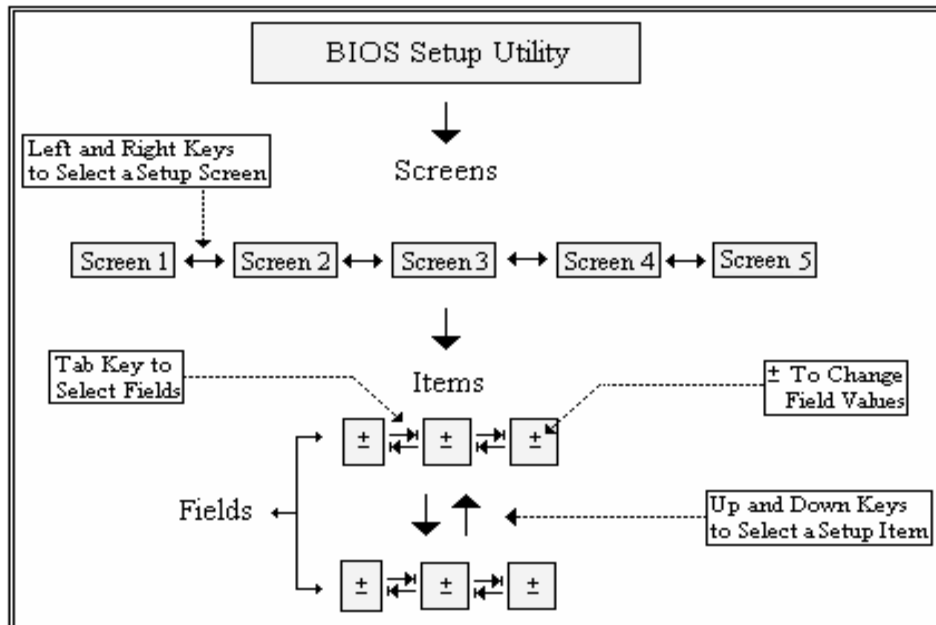 BIOS Setup Utility
Left and Right Keys
to Select a Setup Screen
Screens
Screen 1
Screen 2
Screen 3
Screen 4
Screen 5
Tab Key to
Select Fields
Items
± To Change
Field Values
± ± ±
Fields
Up and Down Keys
to Select a Setup Item
± ± ±